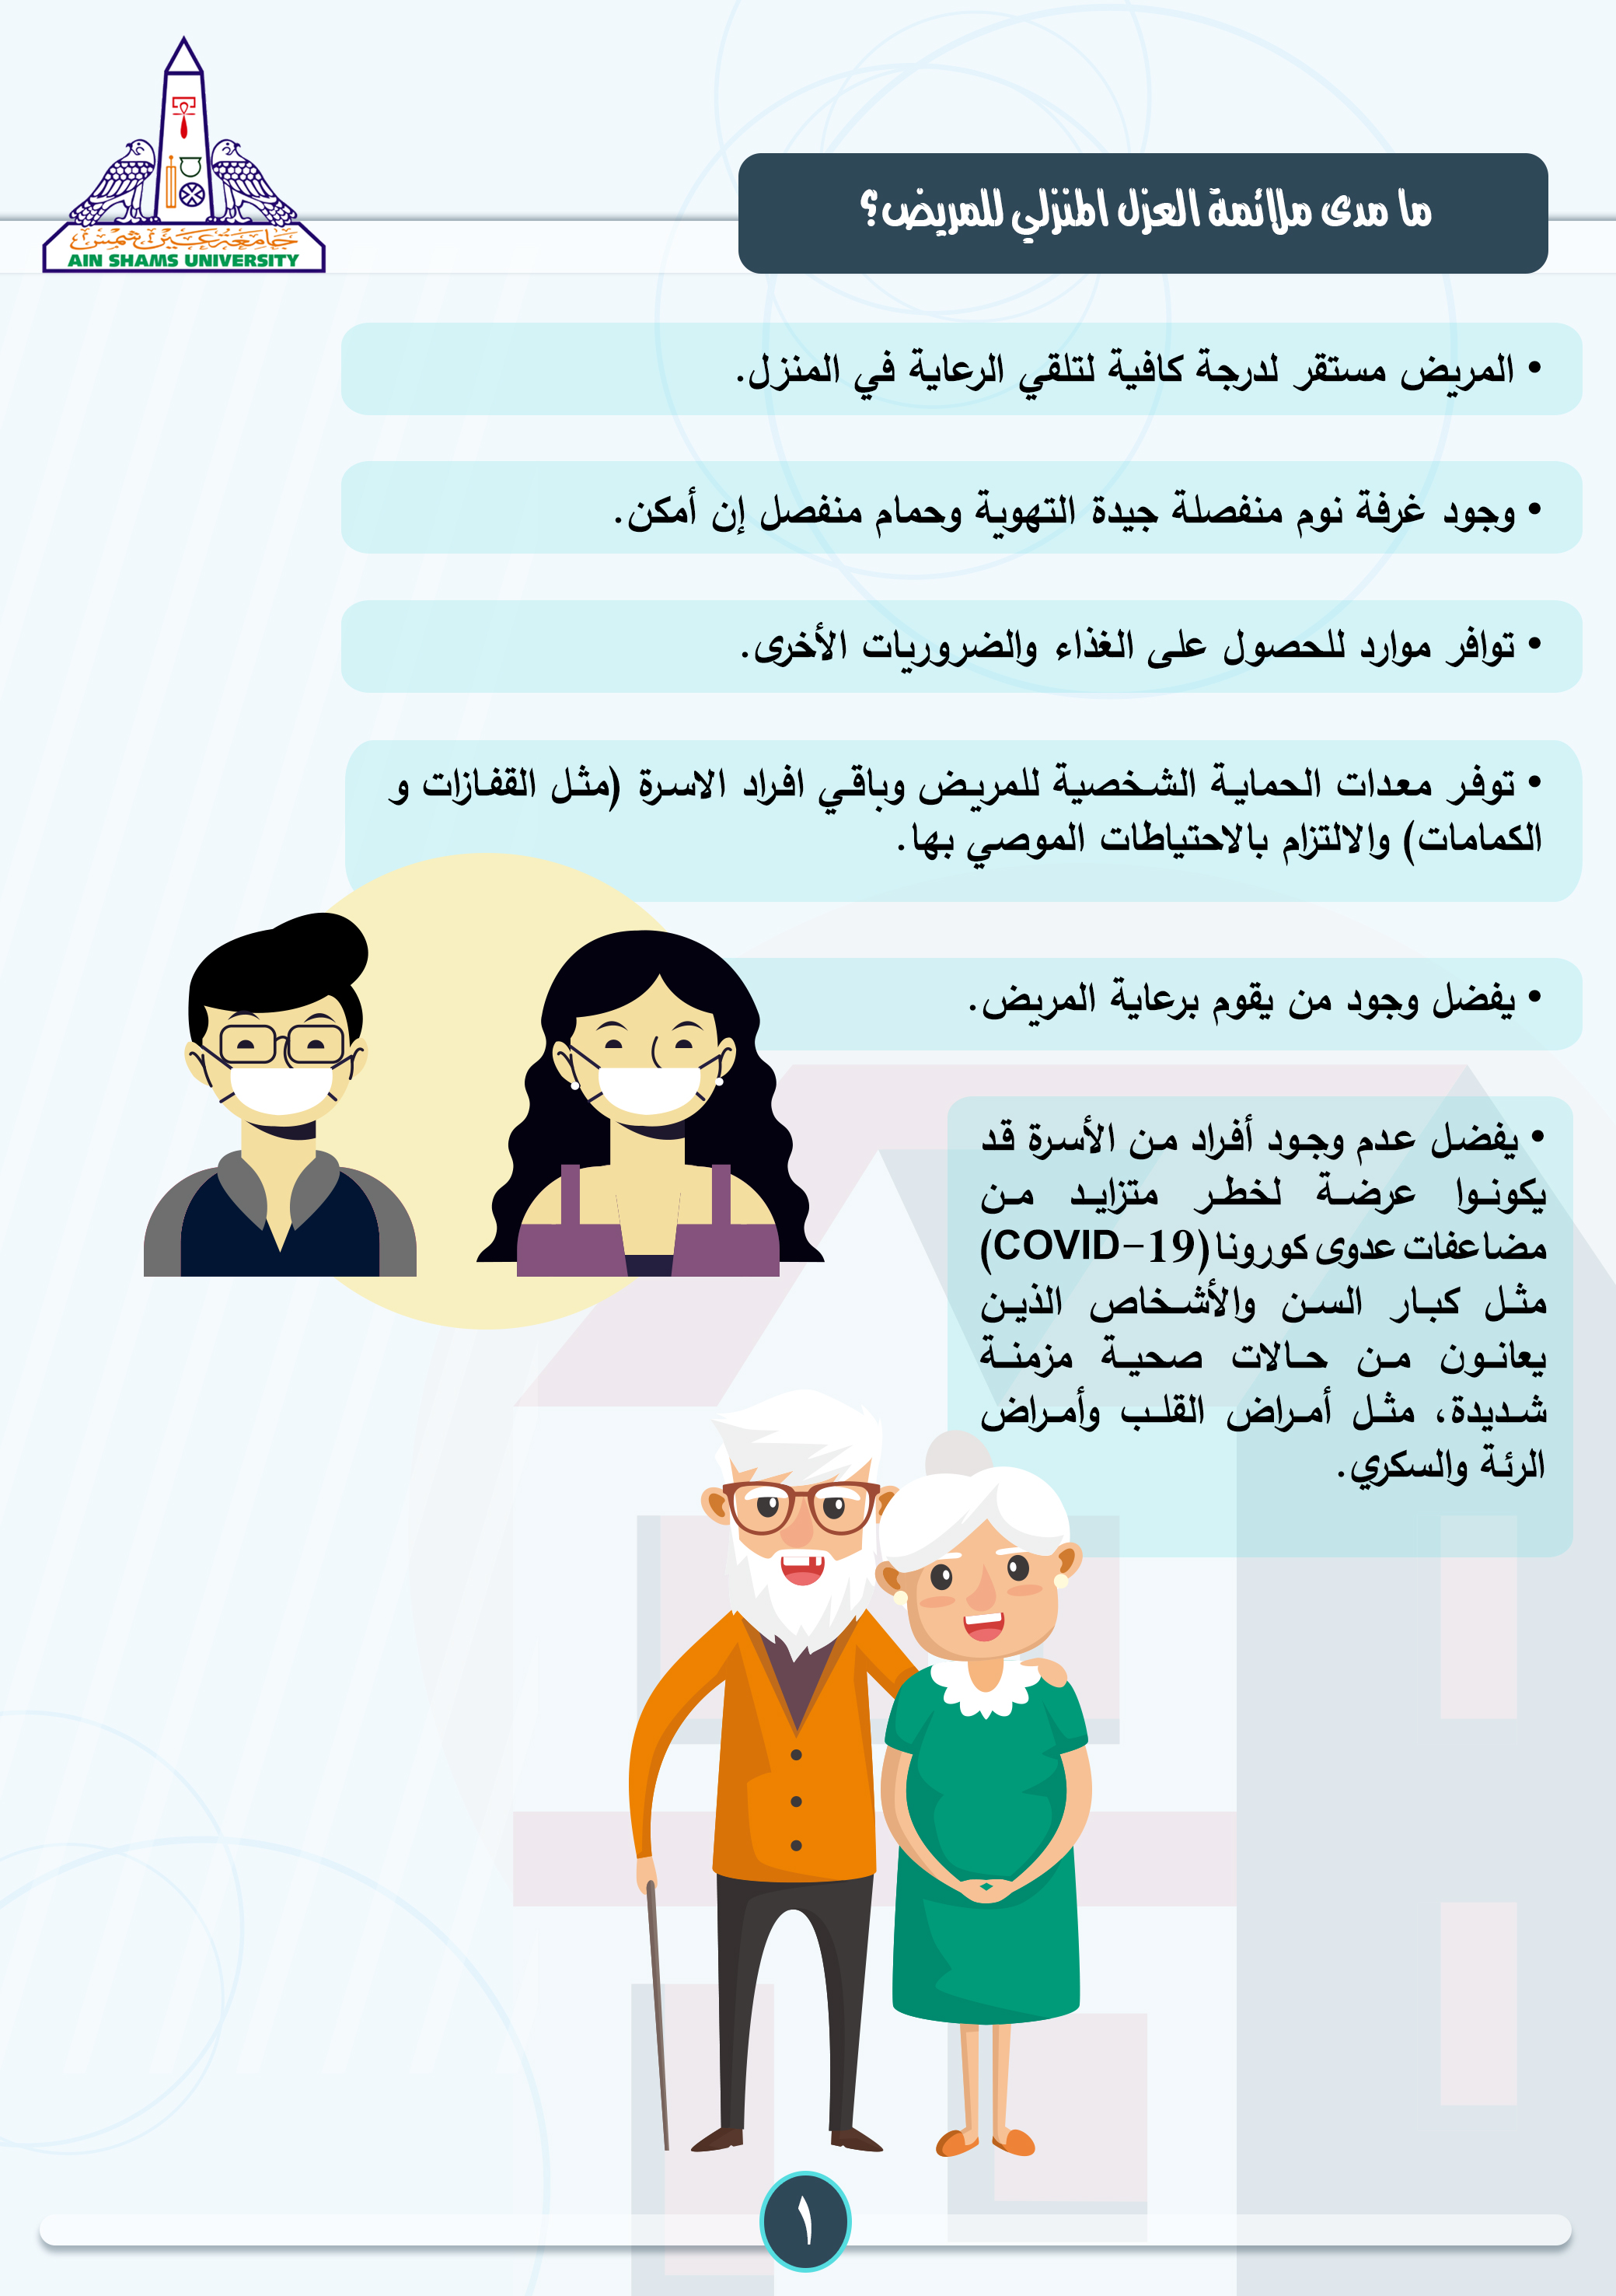 جامعة عين شمس
AIN SHAMS UNIVERSITY
ما مدى ملائمة العزل المنزلي للمريض؟
• المريض مستقر لدرجة كافية لتلقي الرعاية في المنزل.
• وجود غرفة نوم منفصلة جيدة التهوية وحمام منفصل إن أمكن.
• توافر موارد للحصول على الغذاء والضروريات الأخرى.
• توفر معدات الحماية الشخصية للمريض وباقي افراد الاسرة (مثل القفازات و
الكمامات) والالتزام بالاحتياطات الموصي بها.
• يفضل وجود من يقوم برعاية المريض.
• يفضل عدم وجود أفراد من الأسرة قد
يكونوا عرضة لخطر متزايد من
مضاعفات عدوى كورونا (COVID-19)
مثل كبار السن والأشخاص الذين
يعانون من حالات صحية مزمنة
شديدة، مثل أمراض القلب وأمراض
الرئة والسكري.
١